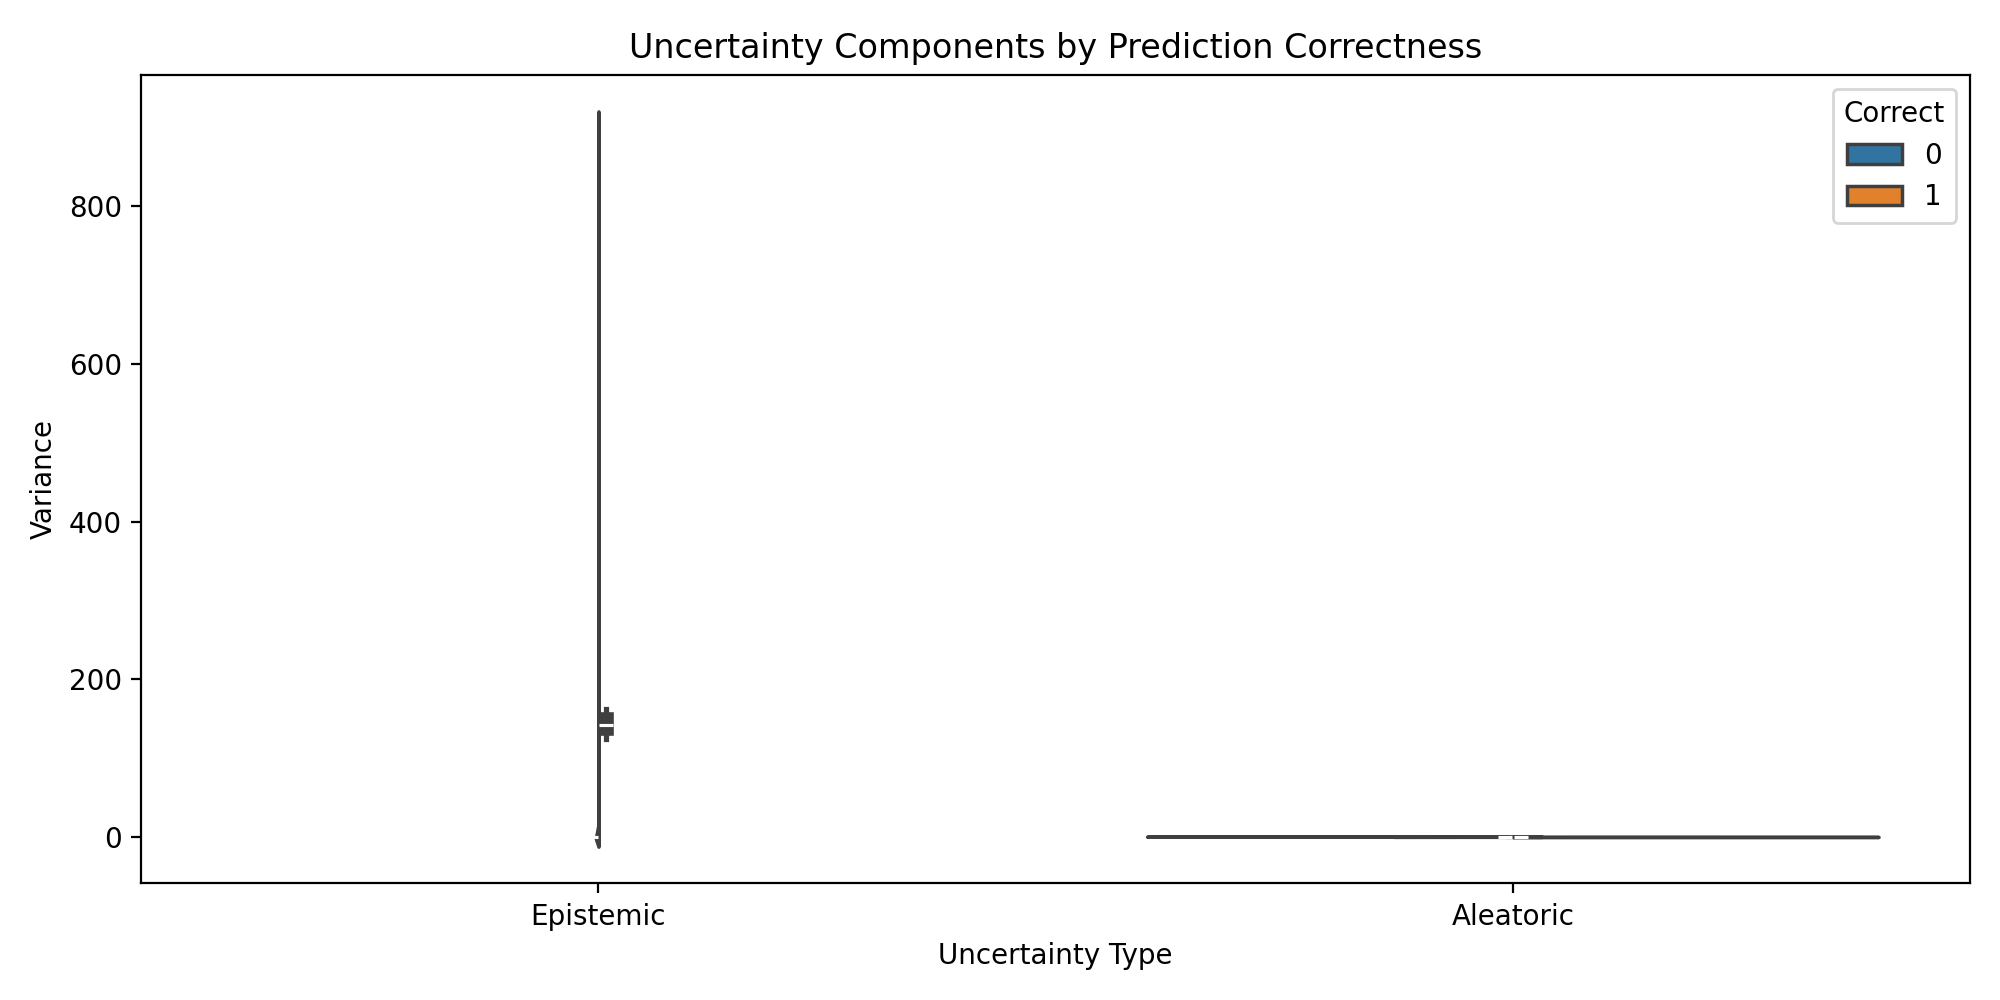 Uncertainty Components by Prediction Correctness
Correct
0
1
800
600
400
200
0
Variance
Epistemic
Aleatoric
Uncertainty Type